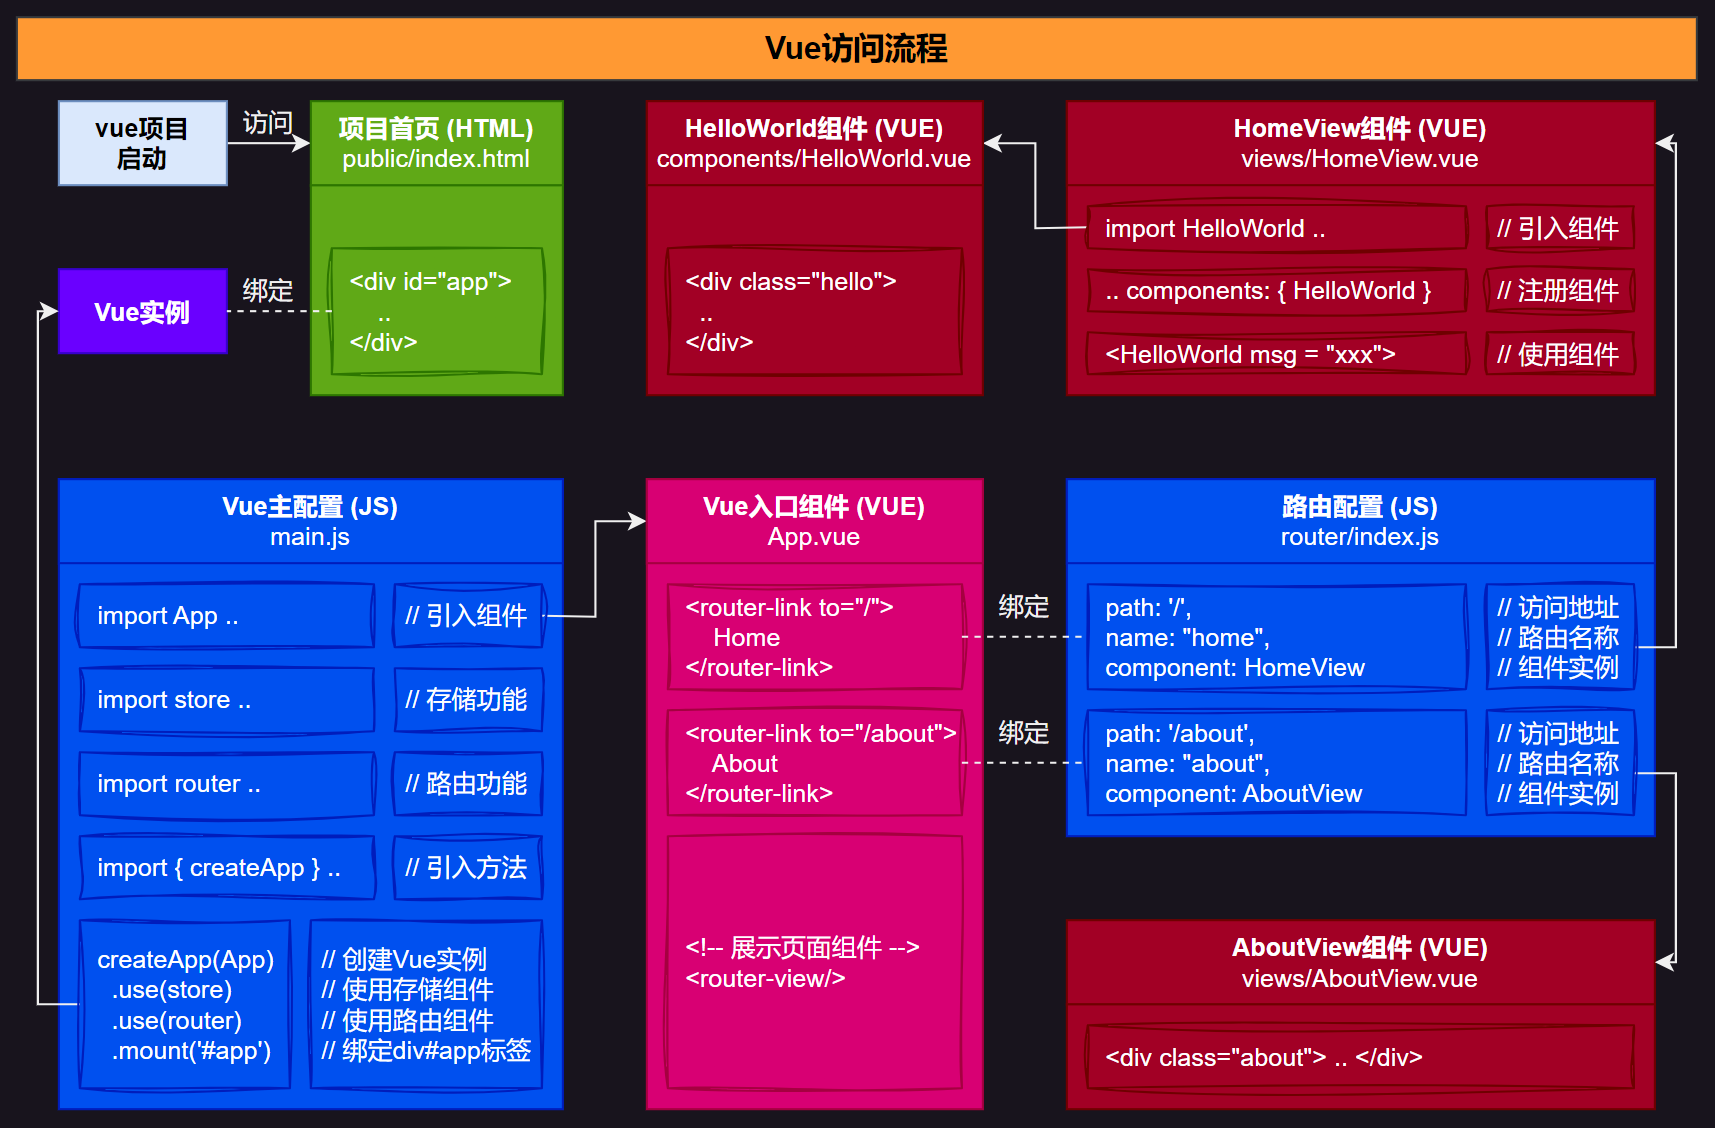 Vue访问流程
vue项目
启动
访问
项目首页 (HTML)
public/index.html
<div id="app">
..
</div>
Vue实例
绑定
HelloWorld组件 (VUE)
components/HelloWorld.vue
<div class="hello">
..
</div>
HomeView组件 (VUE)
views/HomeView.vue
import HelloWorld ..
// 引入组件
.. components: { HelloWorld }
// 注册组件
<HelloWorld msg = "xxx">
// 使用组件
Vue主配置 (JS)
main.js
import App ..
// 引入组件
import store ..
// 存储功能
import router ..
// 路由功能
import { createApp } ..
// 引入方法
createApp(App)
.use(store)
.use(router)
.mount('#app')
// 创建Vue实例
// 使用存储组件
// 使用路由组件
// 绑定div#app标签
Vue入口组件 (VUE)
App.vue
<router-link to="/">
Home
</router-link>
<router-link to="/about">
About
</router-link>
<!-- 展示页面组件 -->
<router-view/>
绑定
绑定
路由配置 (JS)
router/index.js
path: '/',
name: "home",
component: HomeView
// 访问地址
// 路由名称
// 组件实例
path: '/about',
name: "about",
component: AboutView
// 访问地址
// 路由名称
// 组件实例
AboutView组件 (VUE)
views/AboutView.vue
<div class="about"> .. </div>